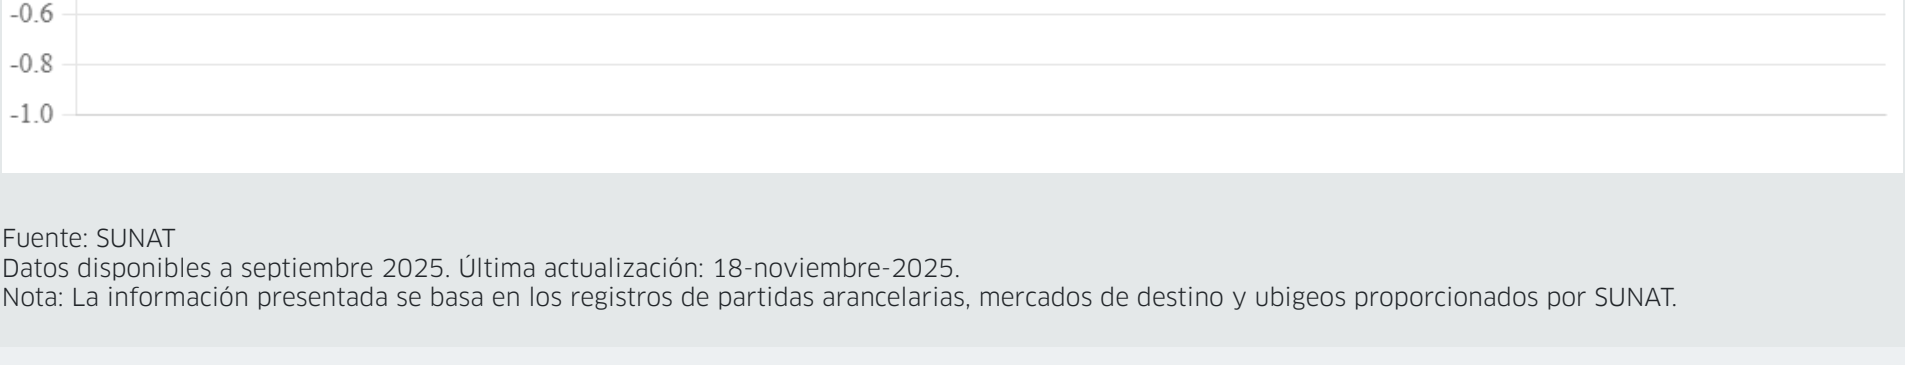 -0.6
-0.8
-1.0
Fuente: SUNAT
Datos disponibles a septiembre 2025. Última actualización: 18-noviembre-2025.
Nota: La información presentada se basa en los registros de partidas arancelarias, mercados de destino y ubigeos proporcionados por SUNAT.